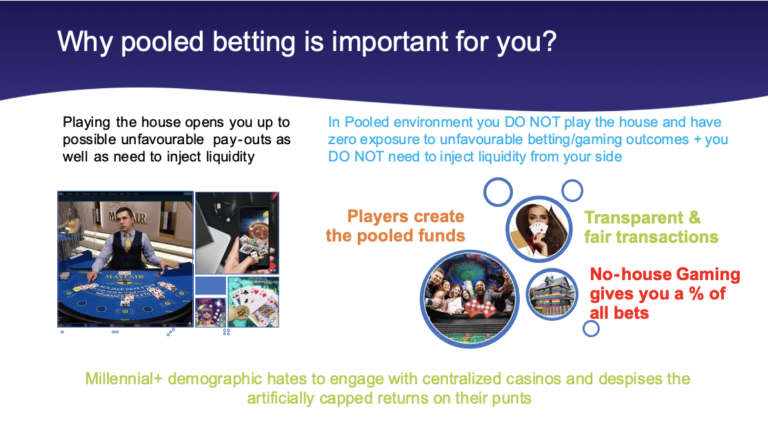 Why pooled betting is important for you?
Playing the house opens you up to
possible unfavourable pay-outs as
well as need to inject liquidity
In Pooled environment you DO NOT play the house and have
zero exposure to unfavourable betting/gaming outcomes + you
DO NOT need to inject liquidity from your side
MAYFAIR
MAYFAIR
Players create
the pooled funds
Transparent &
fair transactions
No-house Gaming
gives you a % of
all bets
Millennial+ demographic hates to engage with centralized casinos and despises the
artificially capped returns on their punts